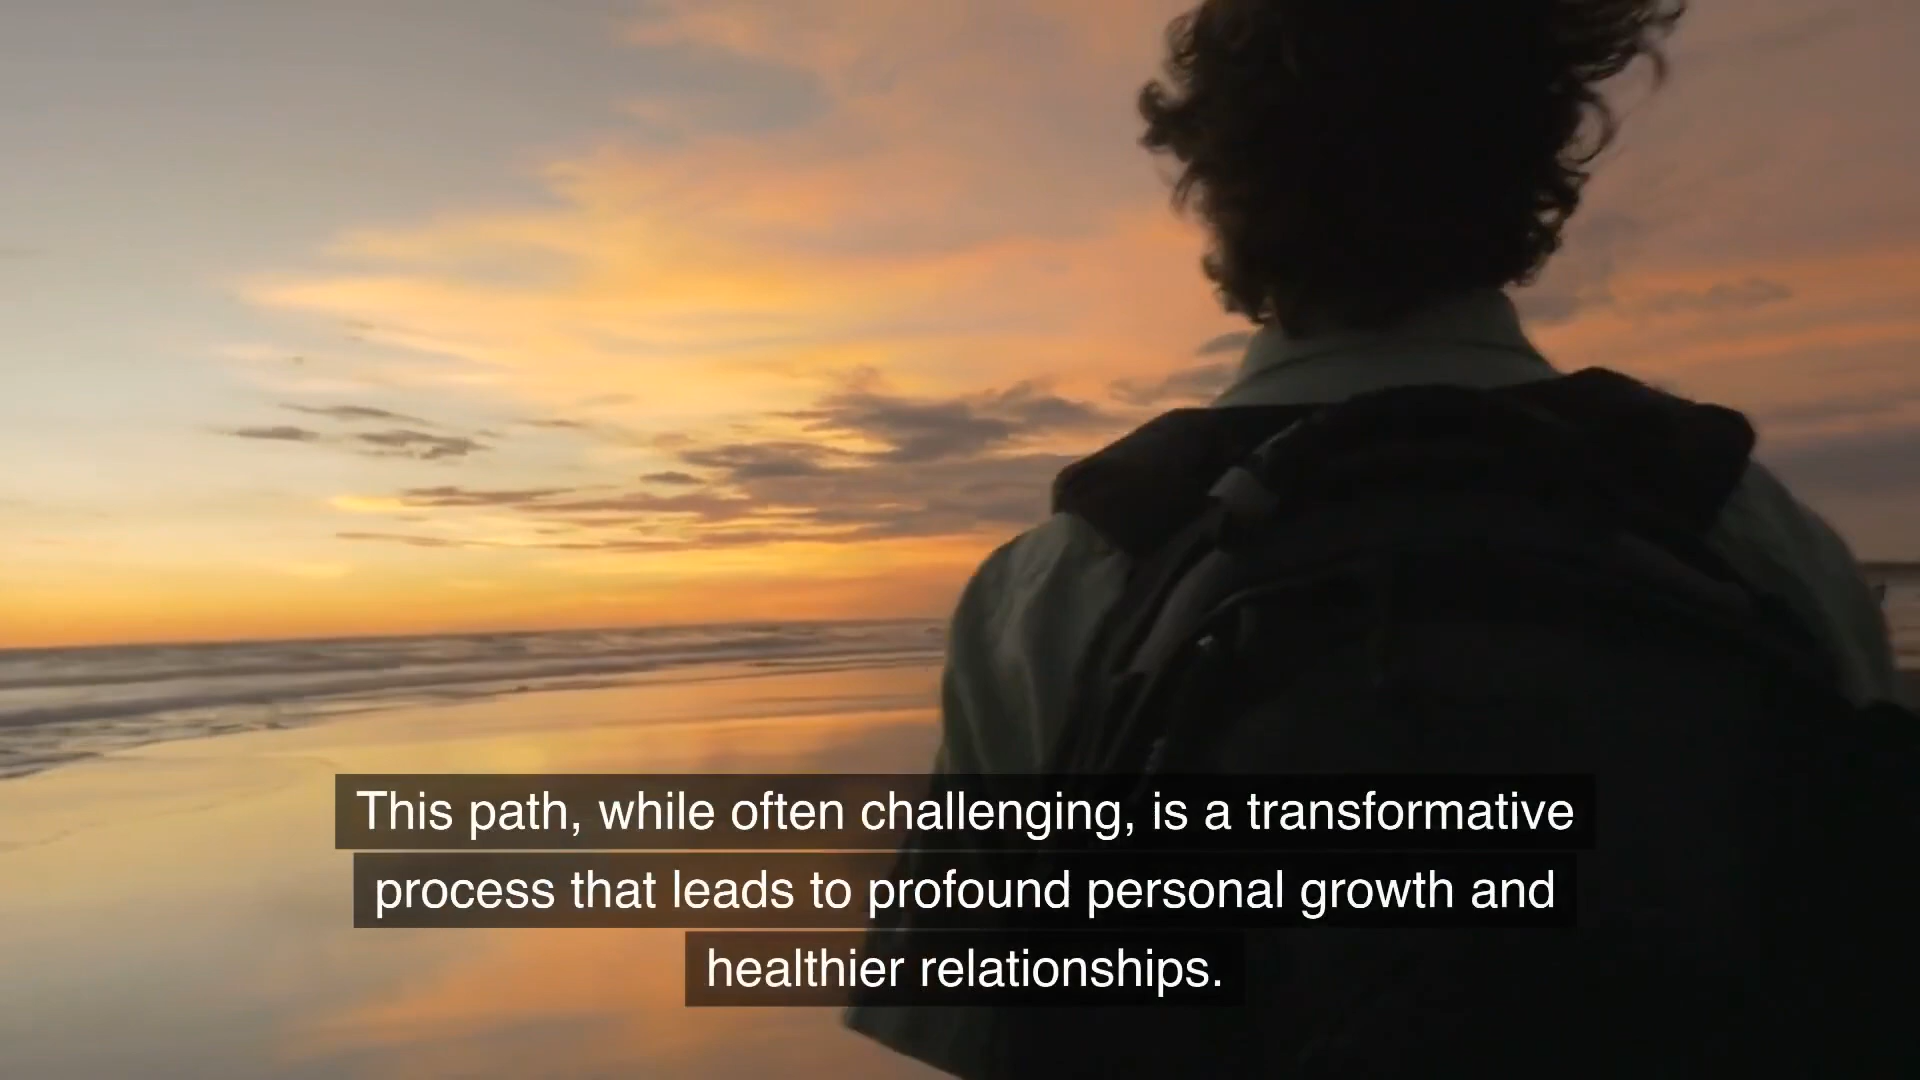 This path, while often challenging, is a transformative
process that leads to profound personal growth and
healthier relationships.